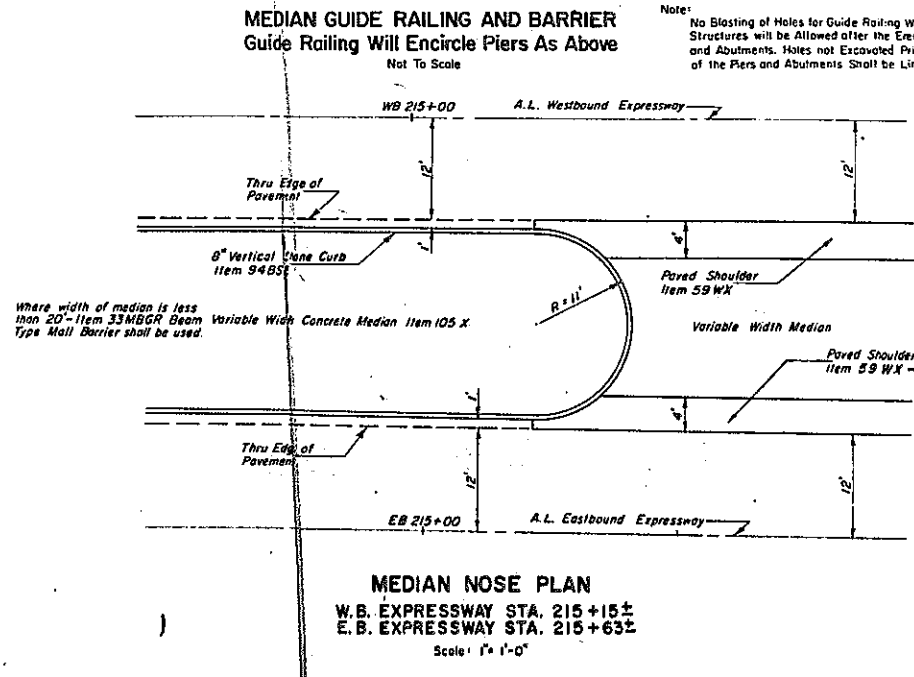 MEDIAN GUIDE RAILING AND BARRIER
Guide Railing Will Encircle Piers As Above
Not To Scale
Note:
No Blasting of Holes for Guide Railing W
Structures will be Allowed after the Ere
and Abutments. Holes not Excavated Pri
of the Piers and Abutments Shall be Lin
WB 215+00
A.L. Westbound Expressway
12'
12'
Thru Edge of
Pavement
1'
4'
8" Vertical Stone Curb
Item 94BS
Paved Shoulder
Item 59 WX
R = 11'
Where width of median is less
than 20'-Item 33MBGR Beam
Type Mall Barrier shall be used.
Variable Width Concrete Median Item 105 X
Variable Width Median
Paved Shoulder
Item 59 WX
1'
4'
Thru Edge of
Pavement
12'
12'
EB 215+00
A.L. Eastbound Expressway
MEDIAN NOSE PLAN
W.B. EXPRESSWAY STA. 215+15±
E.B. EXPRESSWAY STA. 215+63±
Scale: 1"= 1'-0"